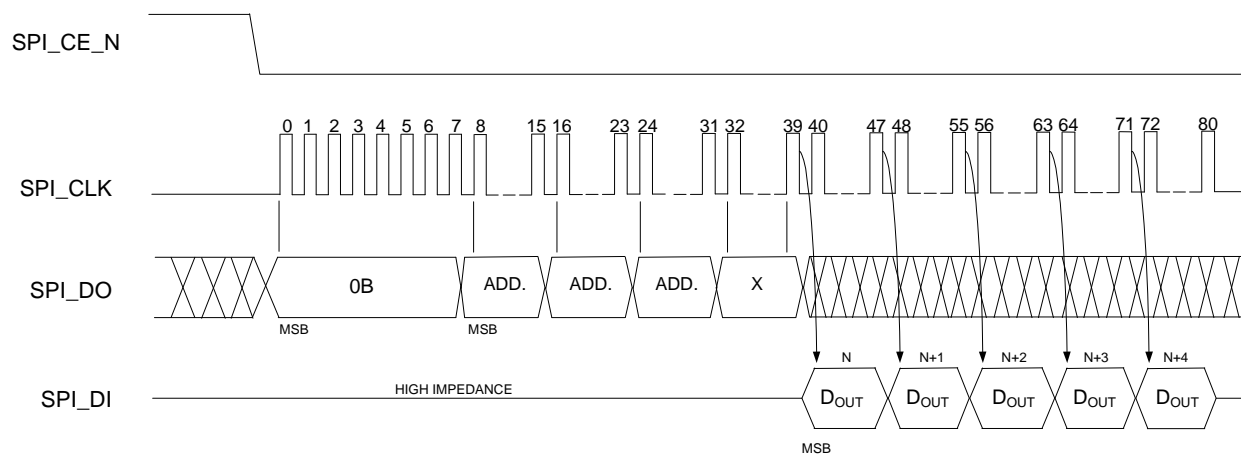 SPI_CE_N
0 1 2 3 4 5 6 7 8 15 16 23 24 31 32 39 40 47 48 55 56 63 64 71 72 80
SPI_CLK
SPI_DO
0B ADD. ADD. ADD. X
MSB MSB
N N+1 N+2 N+3 N+4
HIGH IMPEDANCE
SPI_DI
DOUT DOUT DOUT DOUT DOUT
MSB